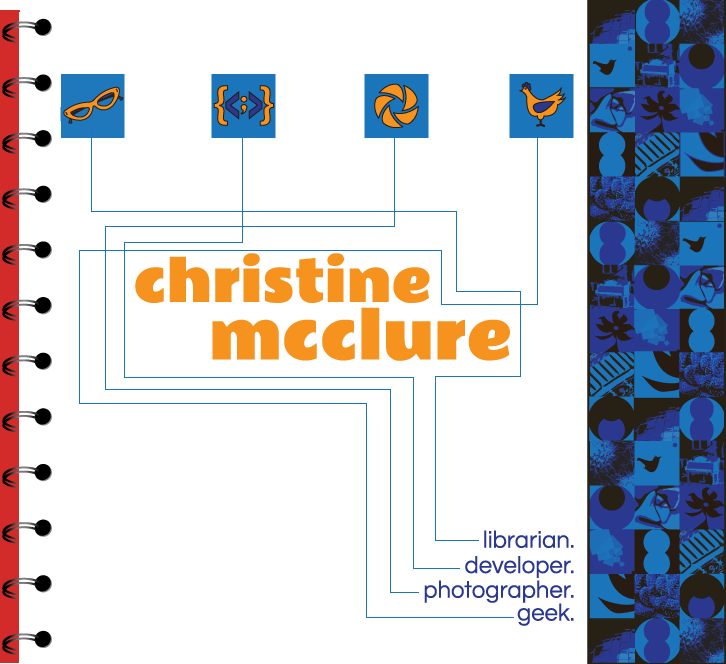 {<;>}
christine
mcclure
librarian.
developer.
photographer.
geek.